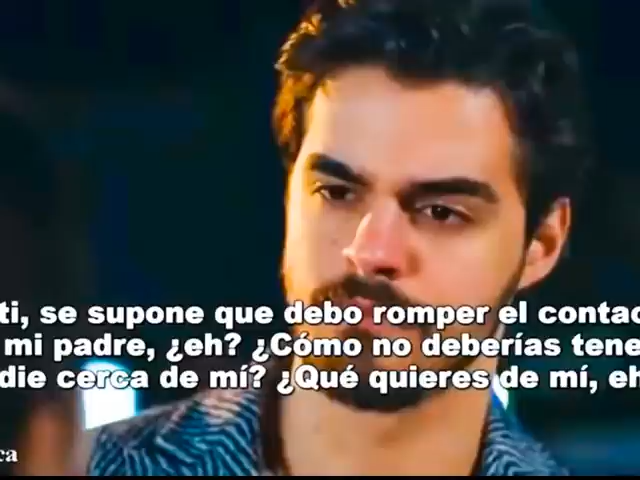 ti, se supone que debo romper el contac
mi padre, ¿eh? ¿Cómo no deberías tene
die cerca de mí? ¿Qué quieres de mí, eh
ca